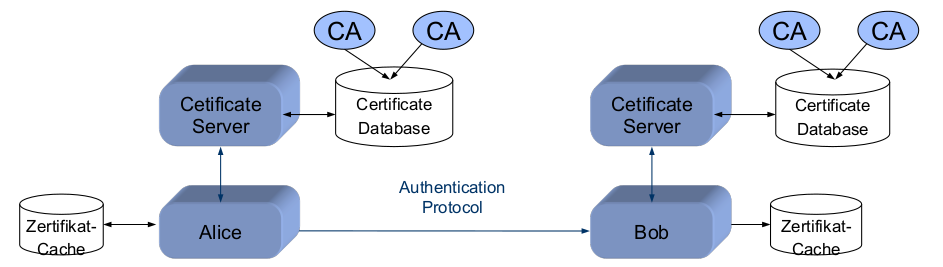 CA
CA
CA
CA
Cetificate
Server
Certificate
Database
Cetificate
Server
Certificate
Database
Authentication
Protocol
Zertifikat-
Cache
Alice
Bob
Zertifikat-
Cache